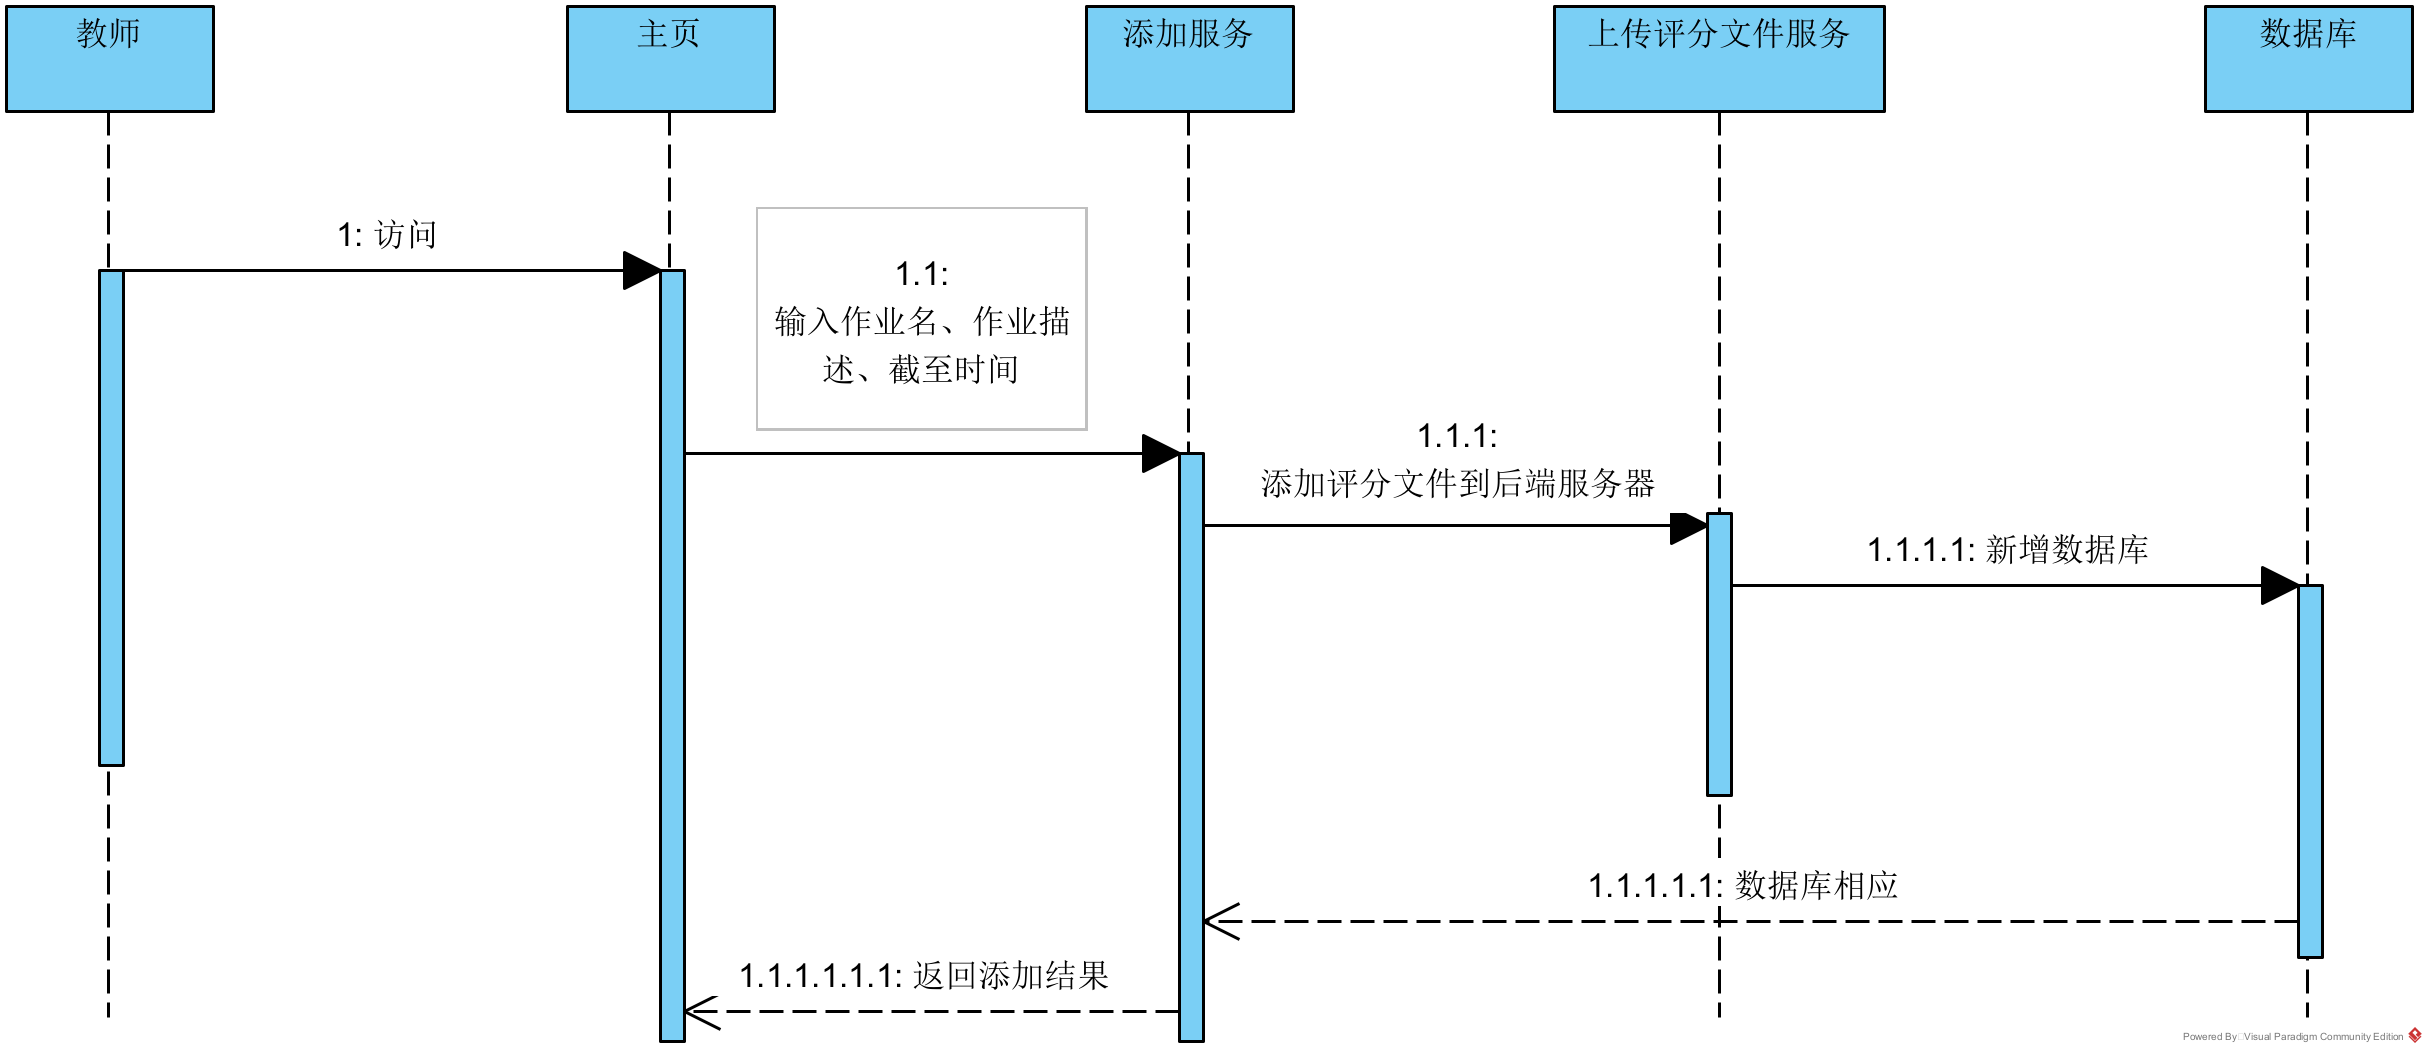 教师
主页
添加服务
上传评分文件服务
数据库
1: 访问
1.1:
输入作业名、作业描
述、截至时间
1.1.1:
添加评分文件到后端服务器
1.1.1.1: 新增数据库
1.1.1.1.1: 数据库相应
1.1.1.1.1.1: 返回添加结果
Powered By Visual Paradigm Community Edition